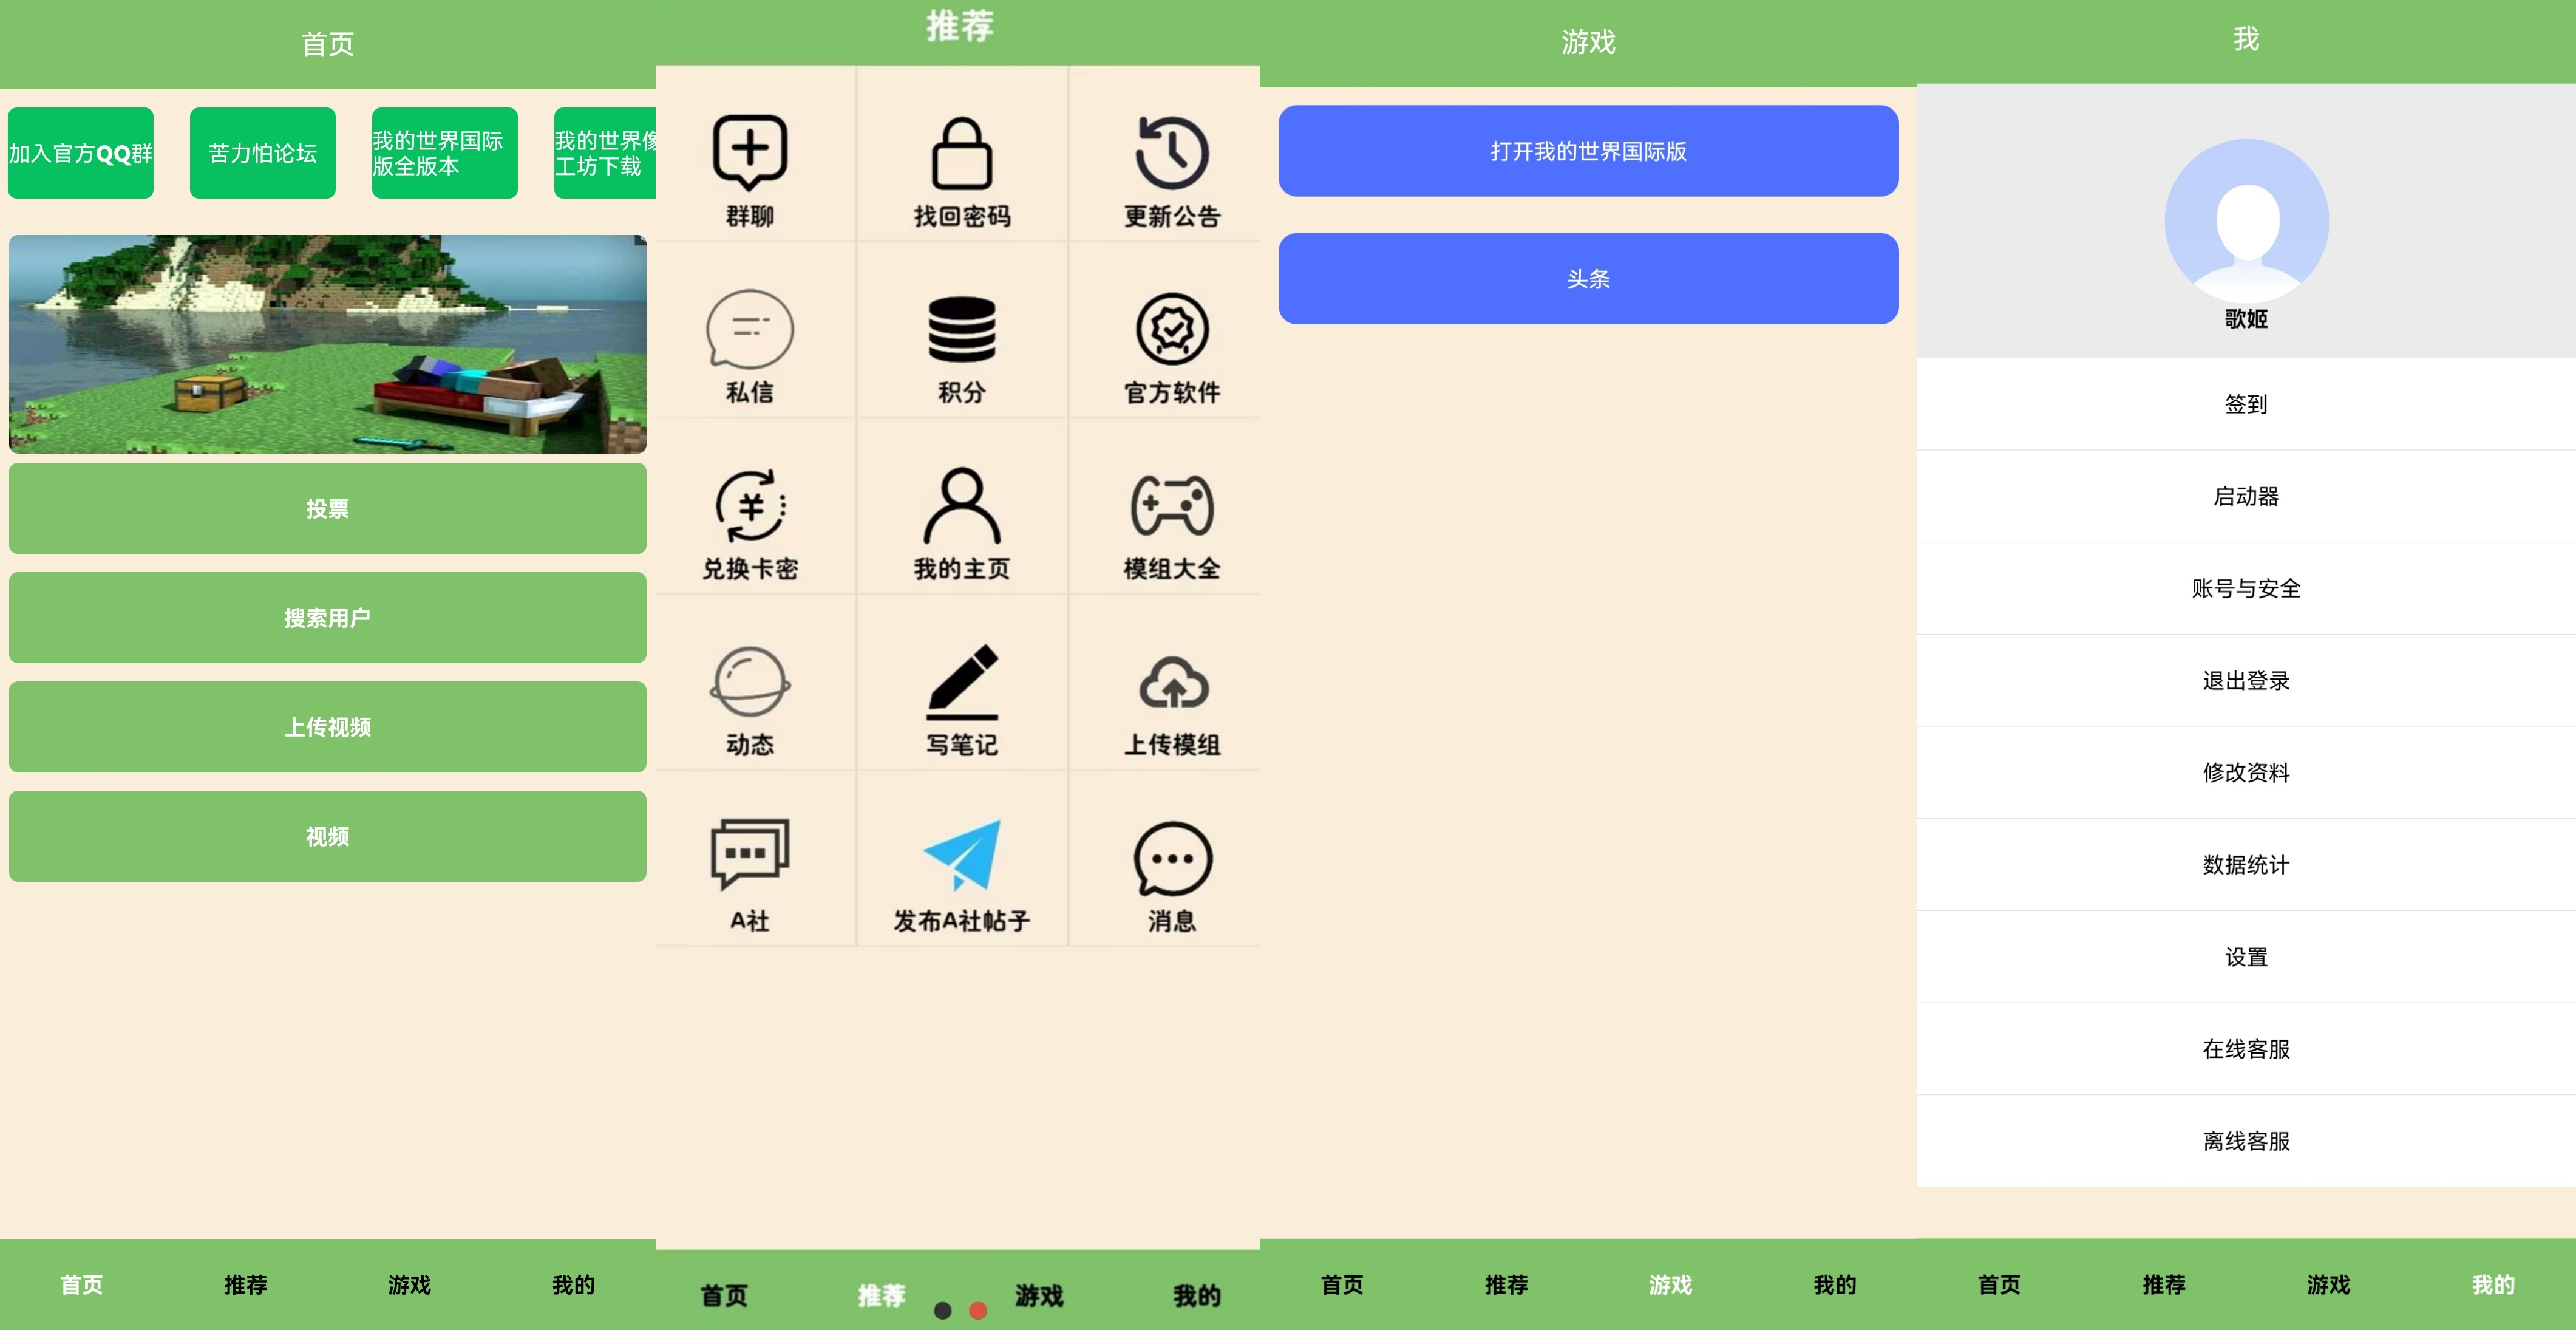 首页
加入官方QQ群
苦力怕论坛
我的世界国际
版全版本
我的世界像
工坊下载
投票
搜索用户
上传视频
视频
首页
推荐
游戏
我的
推荐
群聊
找回密码
更新公告
私信
积分
官方软件
兑换卡密
我的主页
模组大全
动态
写笔记
上传模组
A社
发布A社帖子
消息
首页
推荐
游戏
我的
游戏
打开我的世界国际版
头条
首页
推荐
游戏
我的
我
歌姬
签到
启动器
账号与安全
退出登录
修改资料
数据统计
设置
在线客服
离线客服
首页
推荐
游戏
我的